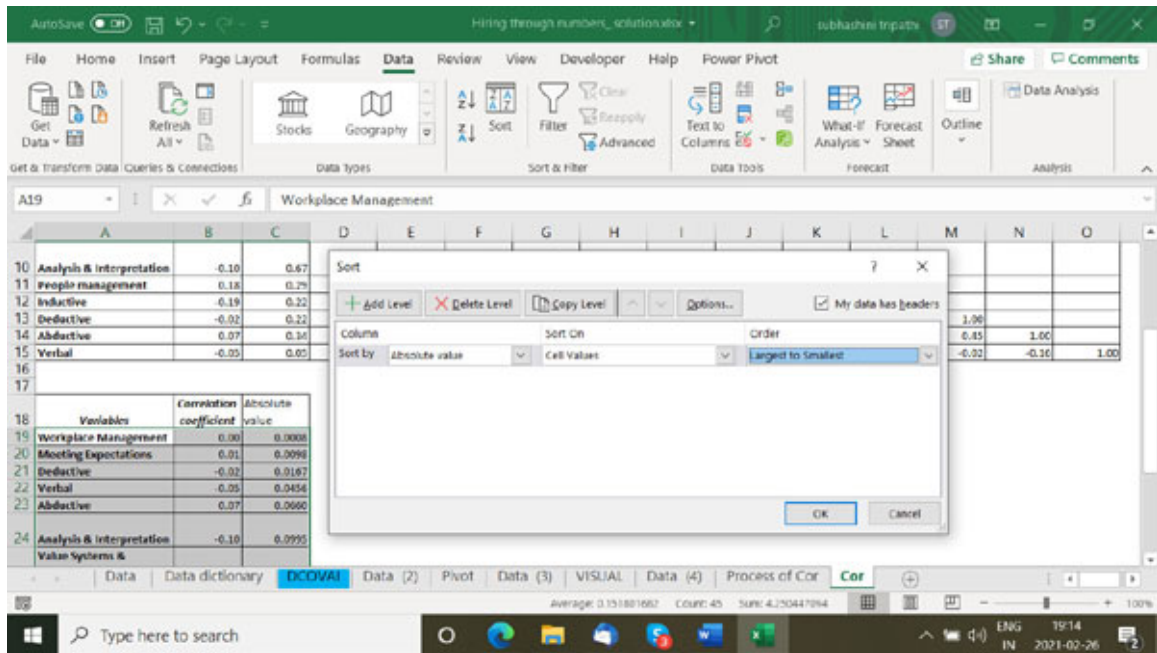 AutoSave On Hiring through numbers_solution.xlsx subhashini tripathi ST
File Home Insert Page Layout Formulas Data Review View Developer Help Power Pivot Share Comments
Get Data Refresh All Stocks Geography Sort Filter Clear Reapply Advanced Text to Columns What-If Analysis Forecast Sheet Outline Data Analysis
Get & Transform Data Queries & Connections Data Types Sort & Filter Data Tools Forecast Analysis
A19 fx Workplace Management
A B C D E F G H I J K L M N O
10 Analysis & Interpretation -0.10 0.67
11 People management 0.18 0.29
12 Inductive -0.19 0.22
13 Deductive -0.02 0.22 1.00
14 Abductive 0.07 0.45 1.00
15 Verbal -0.05 0.05 -0.02 1.00
16
17
18 Variables Correlation coefficient Absolute value
19 Workplace Management 0.00 0.0008
20 Meeting Expectations 0.01 0.0098
21 Deductive -0.02 0.0167
22 Verbal -0.05 0.0456
23 Abductive 0.07 0.0660
24 Analysis & Interpretation -0.10 0.0995
Value Systems &
Sort ?
Add Level Delete Level Copy Level Options... My data has headers
Column Sort On Order
Sort by Absolute value Cell Values Largest to Smallest
OK Cancel
Data Data dictionary DCOVAI Data (2) Pivot Data (3) VISUAL Data (4) Process of Cor Cor
Average: 0.151801662 Count: 45 Sum: 4.250447094 100%
Type here to search ENG 19:14
IN 2021-02-26 2